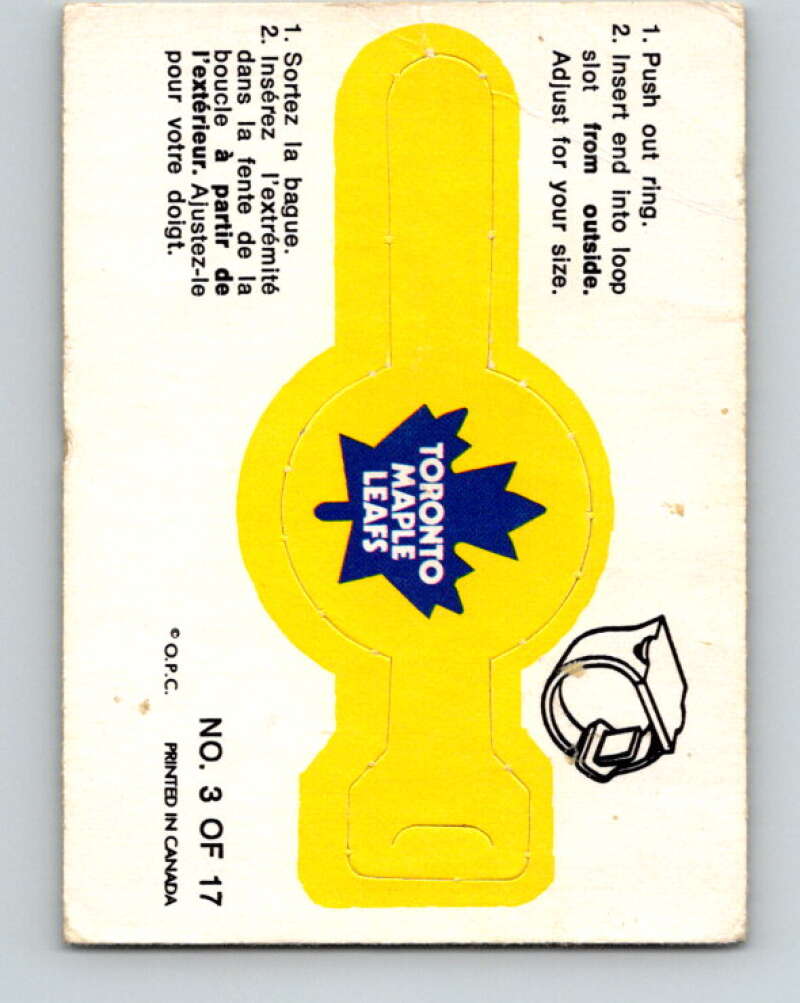 1. Push out ring.
2. Insert end into loop
slot from outside.
Adjust for your size.
TORONTO
MAPLE
LEAFS
1. Sortez la bague.
2. Insérez l'extrémité
dans la fente de la
boucle à partir de
l'extérieur. Ajustez-le
pour votre doigt.
NO. 3 OF 17
© O.P.C. PRINTED IN CANADA